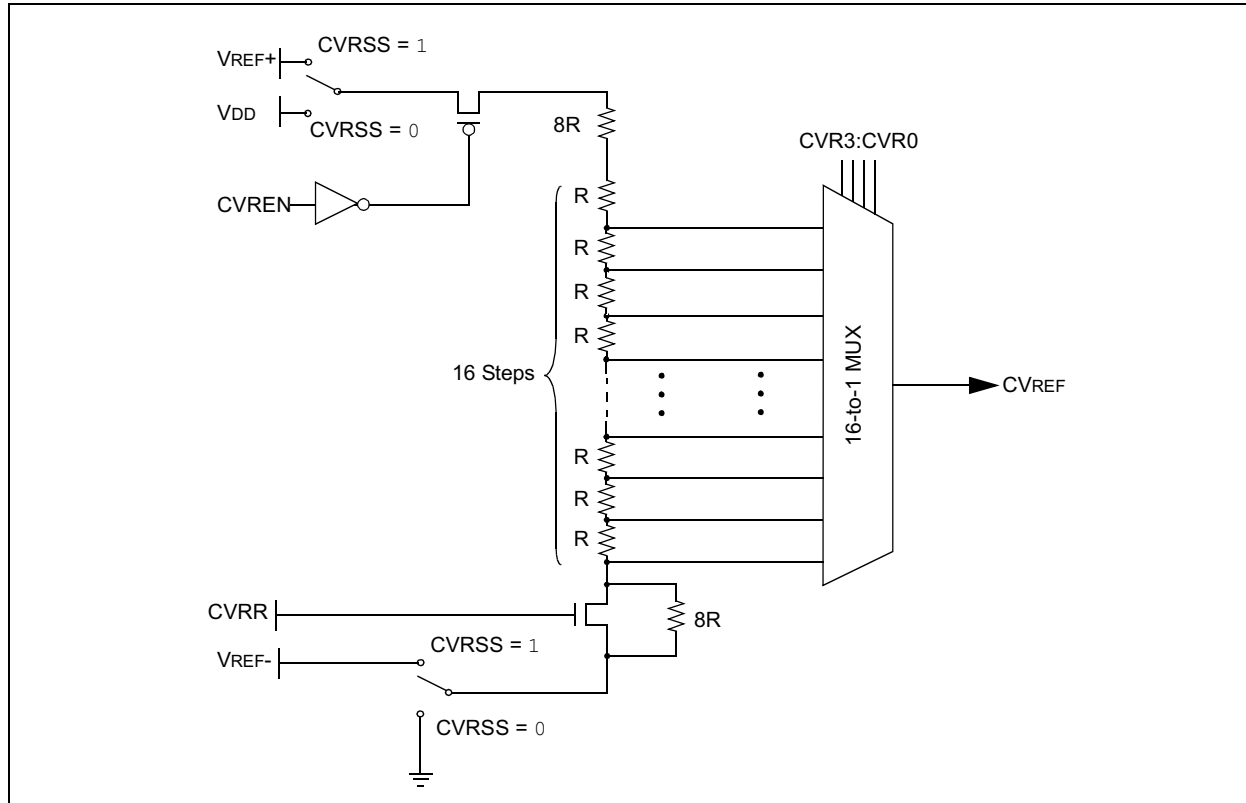 CVRSS = 1
VREF+
VDD
CVRSS = 0
8R
CVR3:CVR0
CVREN
R
R
R
R
16 Steps
16-to-1 MUX
CVREF
R
R
R
CVRR
8R
CVRSS = 1
VREF-
CVRSS = 0